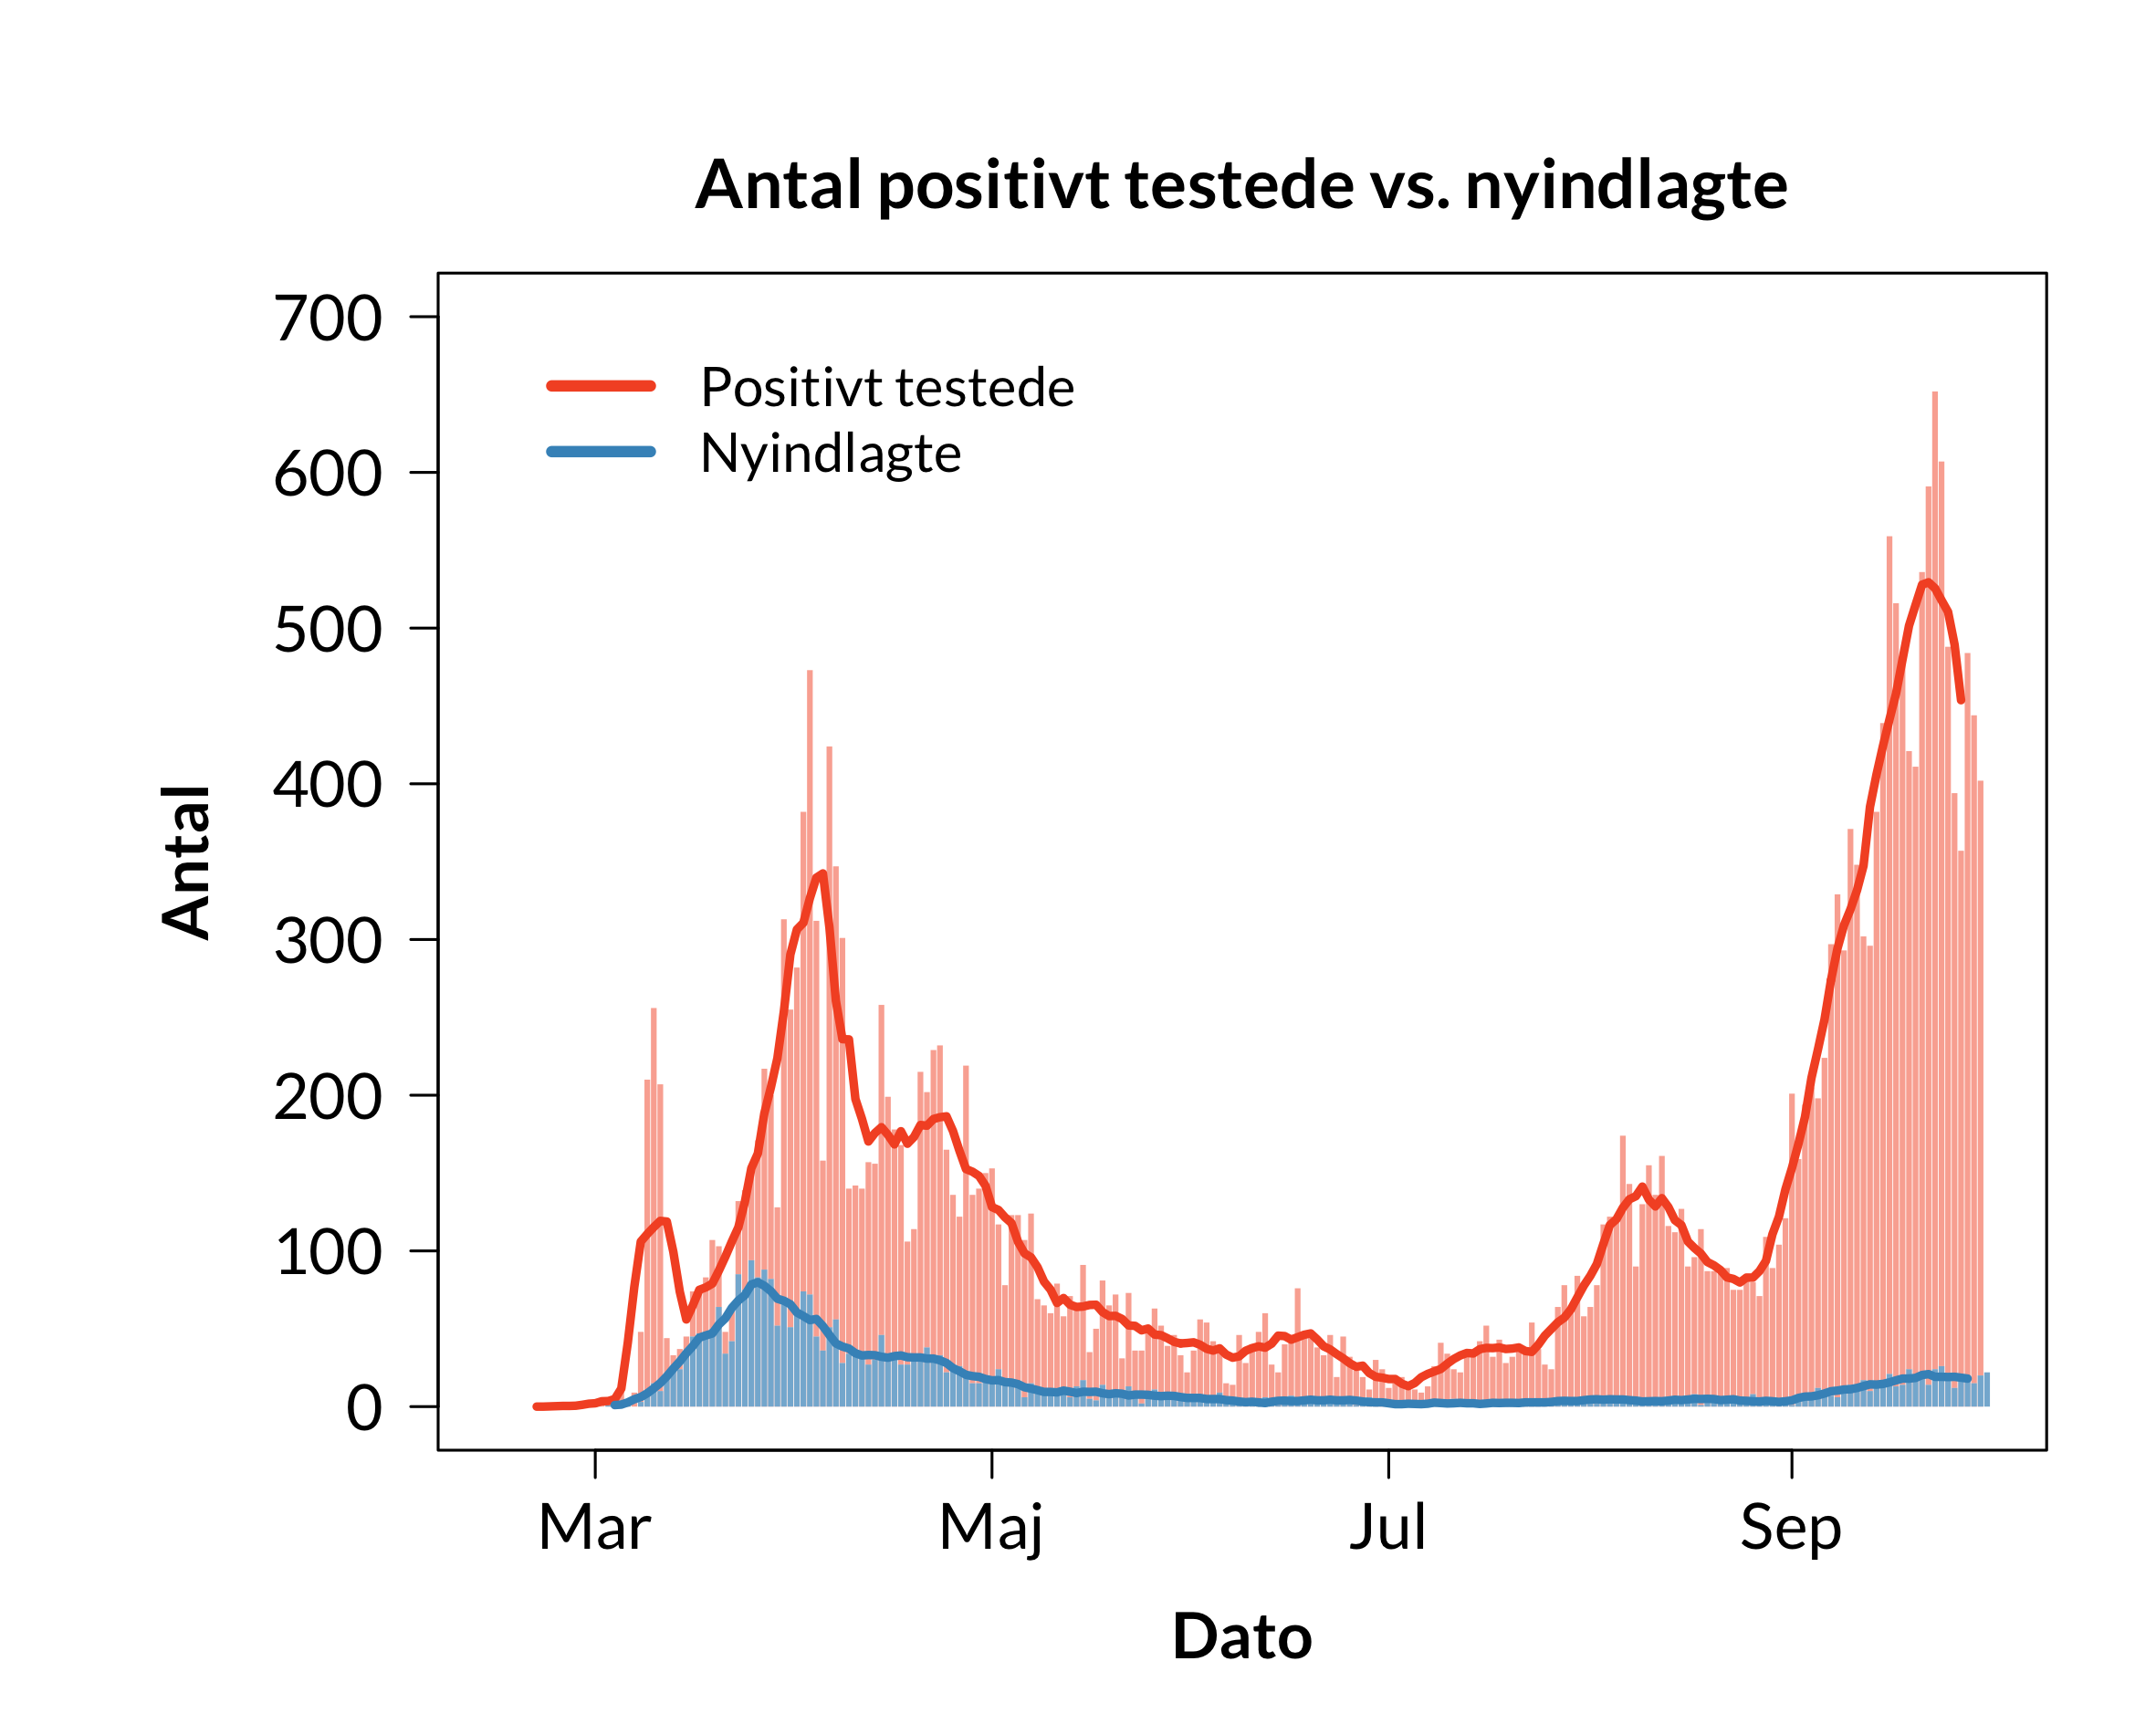 Antal positivt testede vs. nyindlagte
700
600
500
400
300
200
100
0
Positivt testede
Nyindlagte
Antal
Mar
Maj
Jul
Sep
Dato